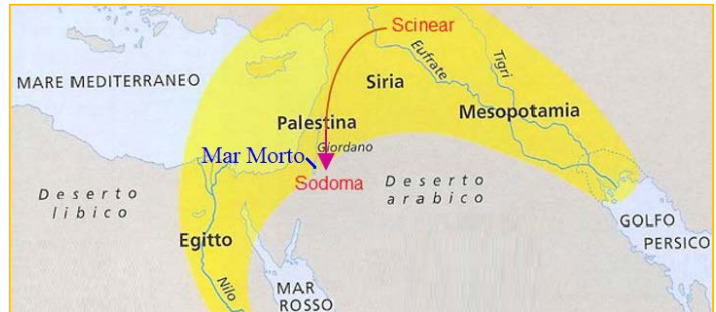 Scinear
MARE MEDITERRANEO
Eufrate
Tigri
Siria
Mesopotamia
Palestina
Giordano
Mar Morto
Sodoma
Deserto
libico
Deserto
arabico
GOLFO
PERSICO
Egitto
Nilo
MAR
ROSSO